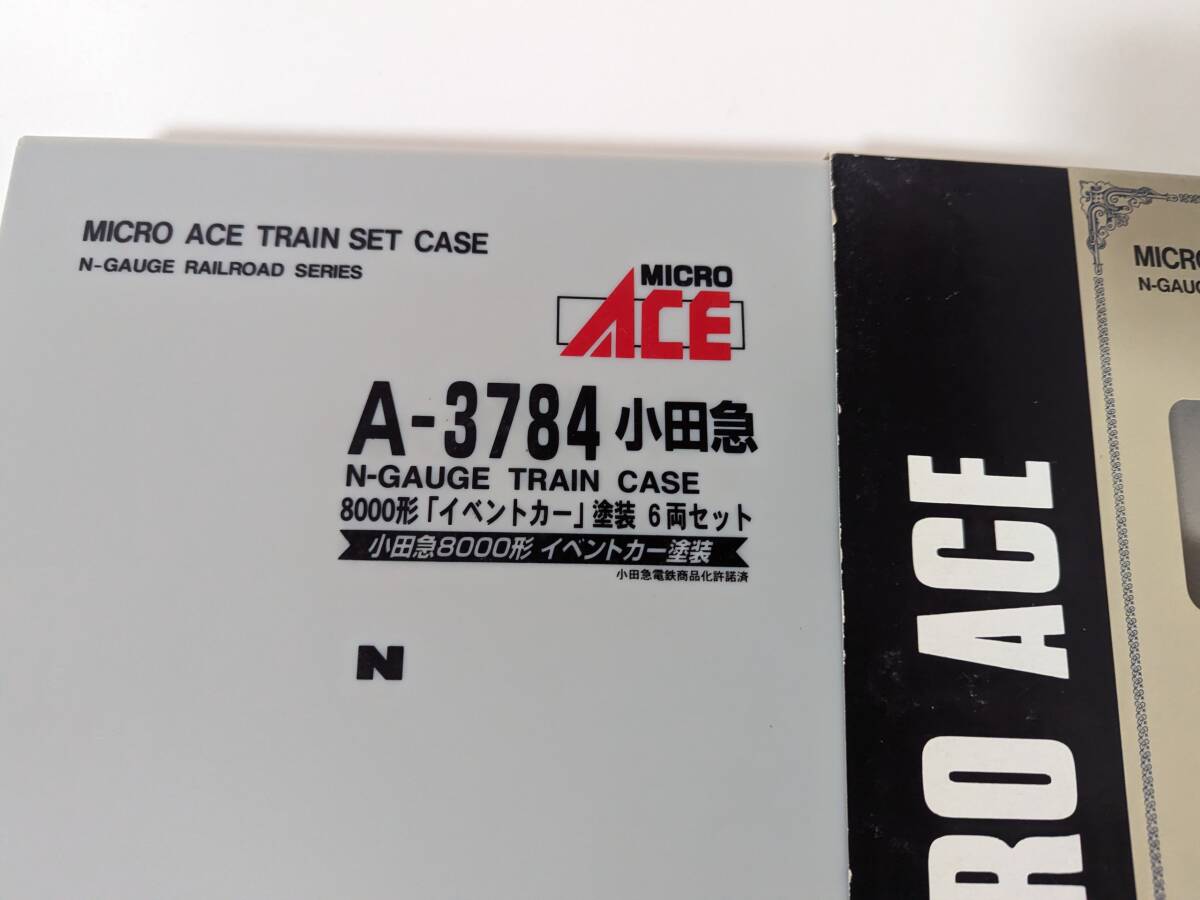 MICRO ACE TRAIN SET CASE
N-GAUGE RAILROAD SERIES
MICRO
ACE
A-3784 小田急
N-GAUGE TRAIN CASE
8000形「イベントカー」塗装 6両セット
小田急8000形 イベントカー塗装
小田急電鉄商品化許諾済
N
RO ACE
MICRO
N-GAUG